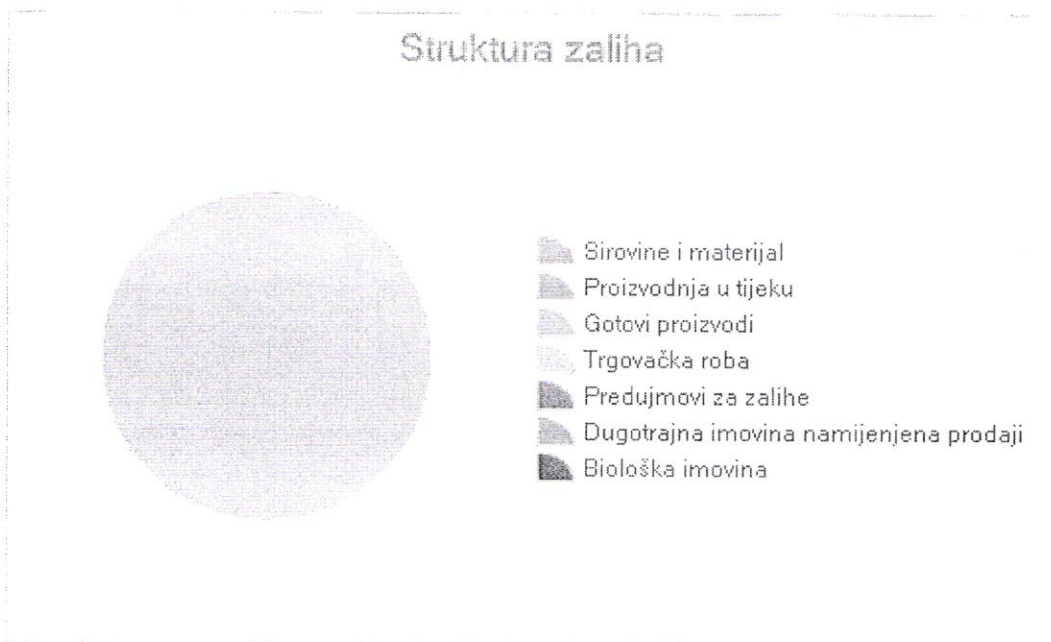 Struktura zaliha
Sirovine i materijal
Proizvodnja u tijeku
Gotovi proizvodi
Trgovačka roba
Predujmovi za zalihe
Dugotrajna imovina namijenjena prodaji
Biološka imovina